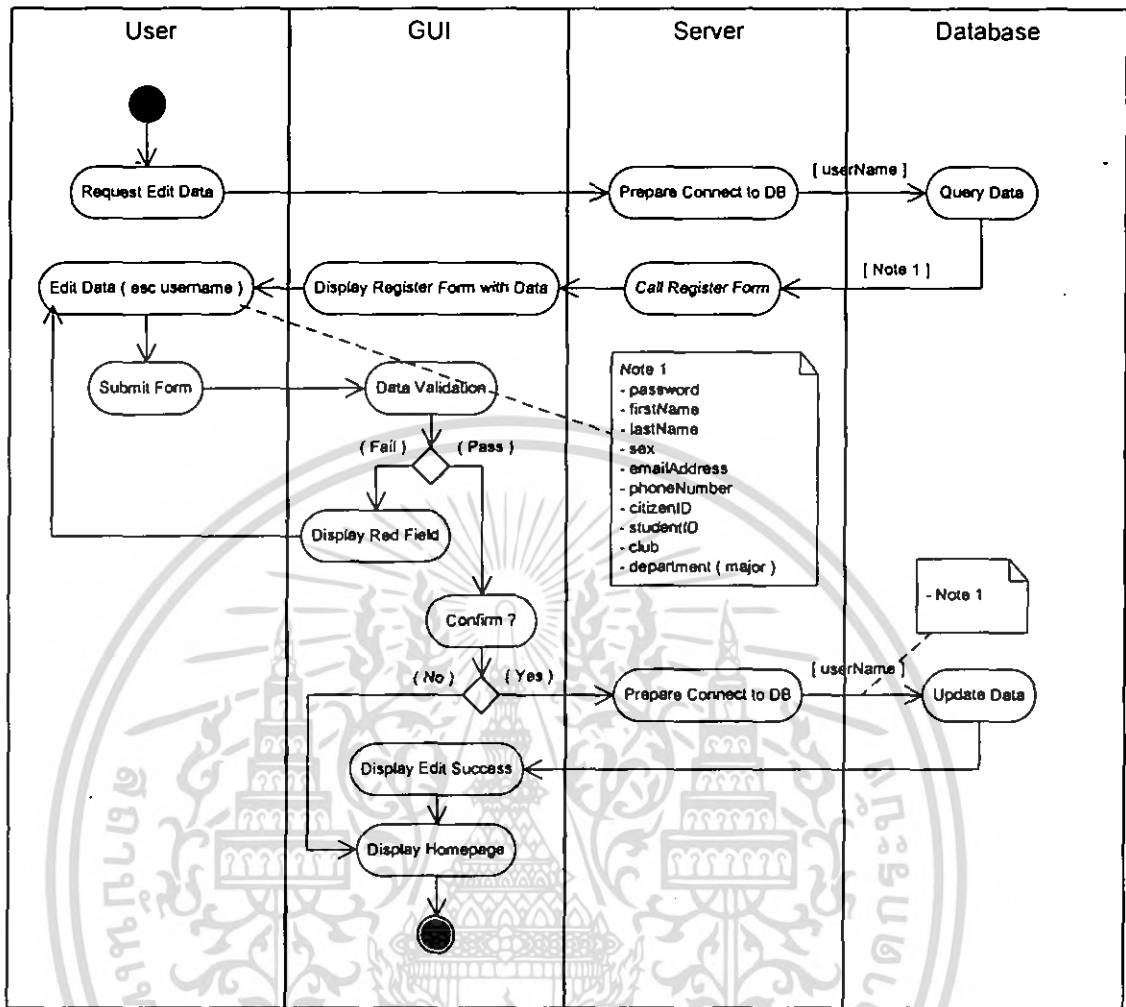 User
GUI
Server
Database
Request Edit Data
Prepare Connect to DB
[ userName ]
Query Data
[ Note 1 ]
Edit Data ( esc username )
Display Register Form with Data
Call Register Form
Submit Form
Data Validation
Note 1
- password
- firstName
- lastName
- sex
- emailAddress
- phoneNumber
- citizenID
- studentID
- club
- department ( major )
( Fail )
( Pass )
Display Red Field
- Note 1
Confirm ?
( No )
( Yes )
Prepare Connect to DB
[ userName ]
Update Data
Display Edit Success
Display Homepage